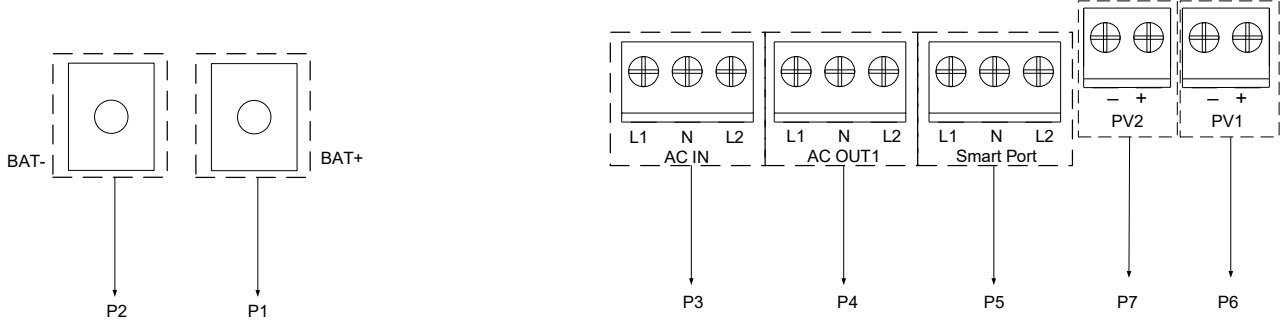 BAT-
BAT+
L1 N L2
AC IN
L1 N L2
AC OUT1
L1 N L2
Smart Port
– +
PV2
– +
PV1
P2
P1
P3
P4
P5
P7
P6